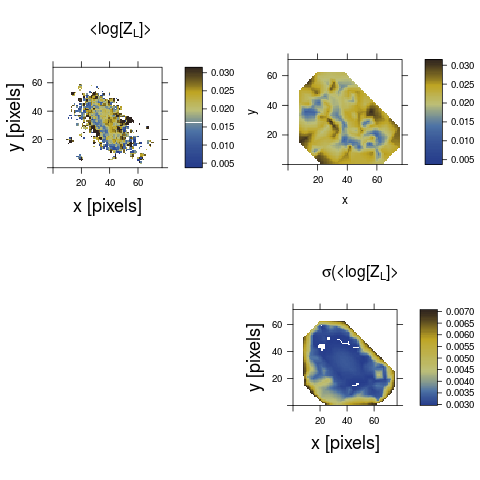 <log[Z_L]>
60
40
20
20 40 60
y [pixels]
x [pixels]
0.030
0.025
0.020
0.015
0.010
0.005
60
40
20
20 40 60
y
x
0.030
0.025
0.020
0.015
0.010
0.005
σ(<log[Z_L]>
60
40
20
20 40 60
y [pixels]
x [pixels]
0.0070
0.0065
0.0060
0.0055
0.0050
0.0045
0.0040
0.0035
0.0030